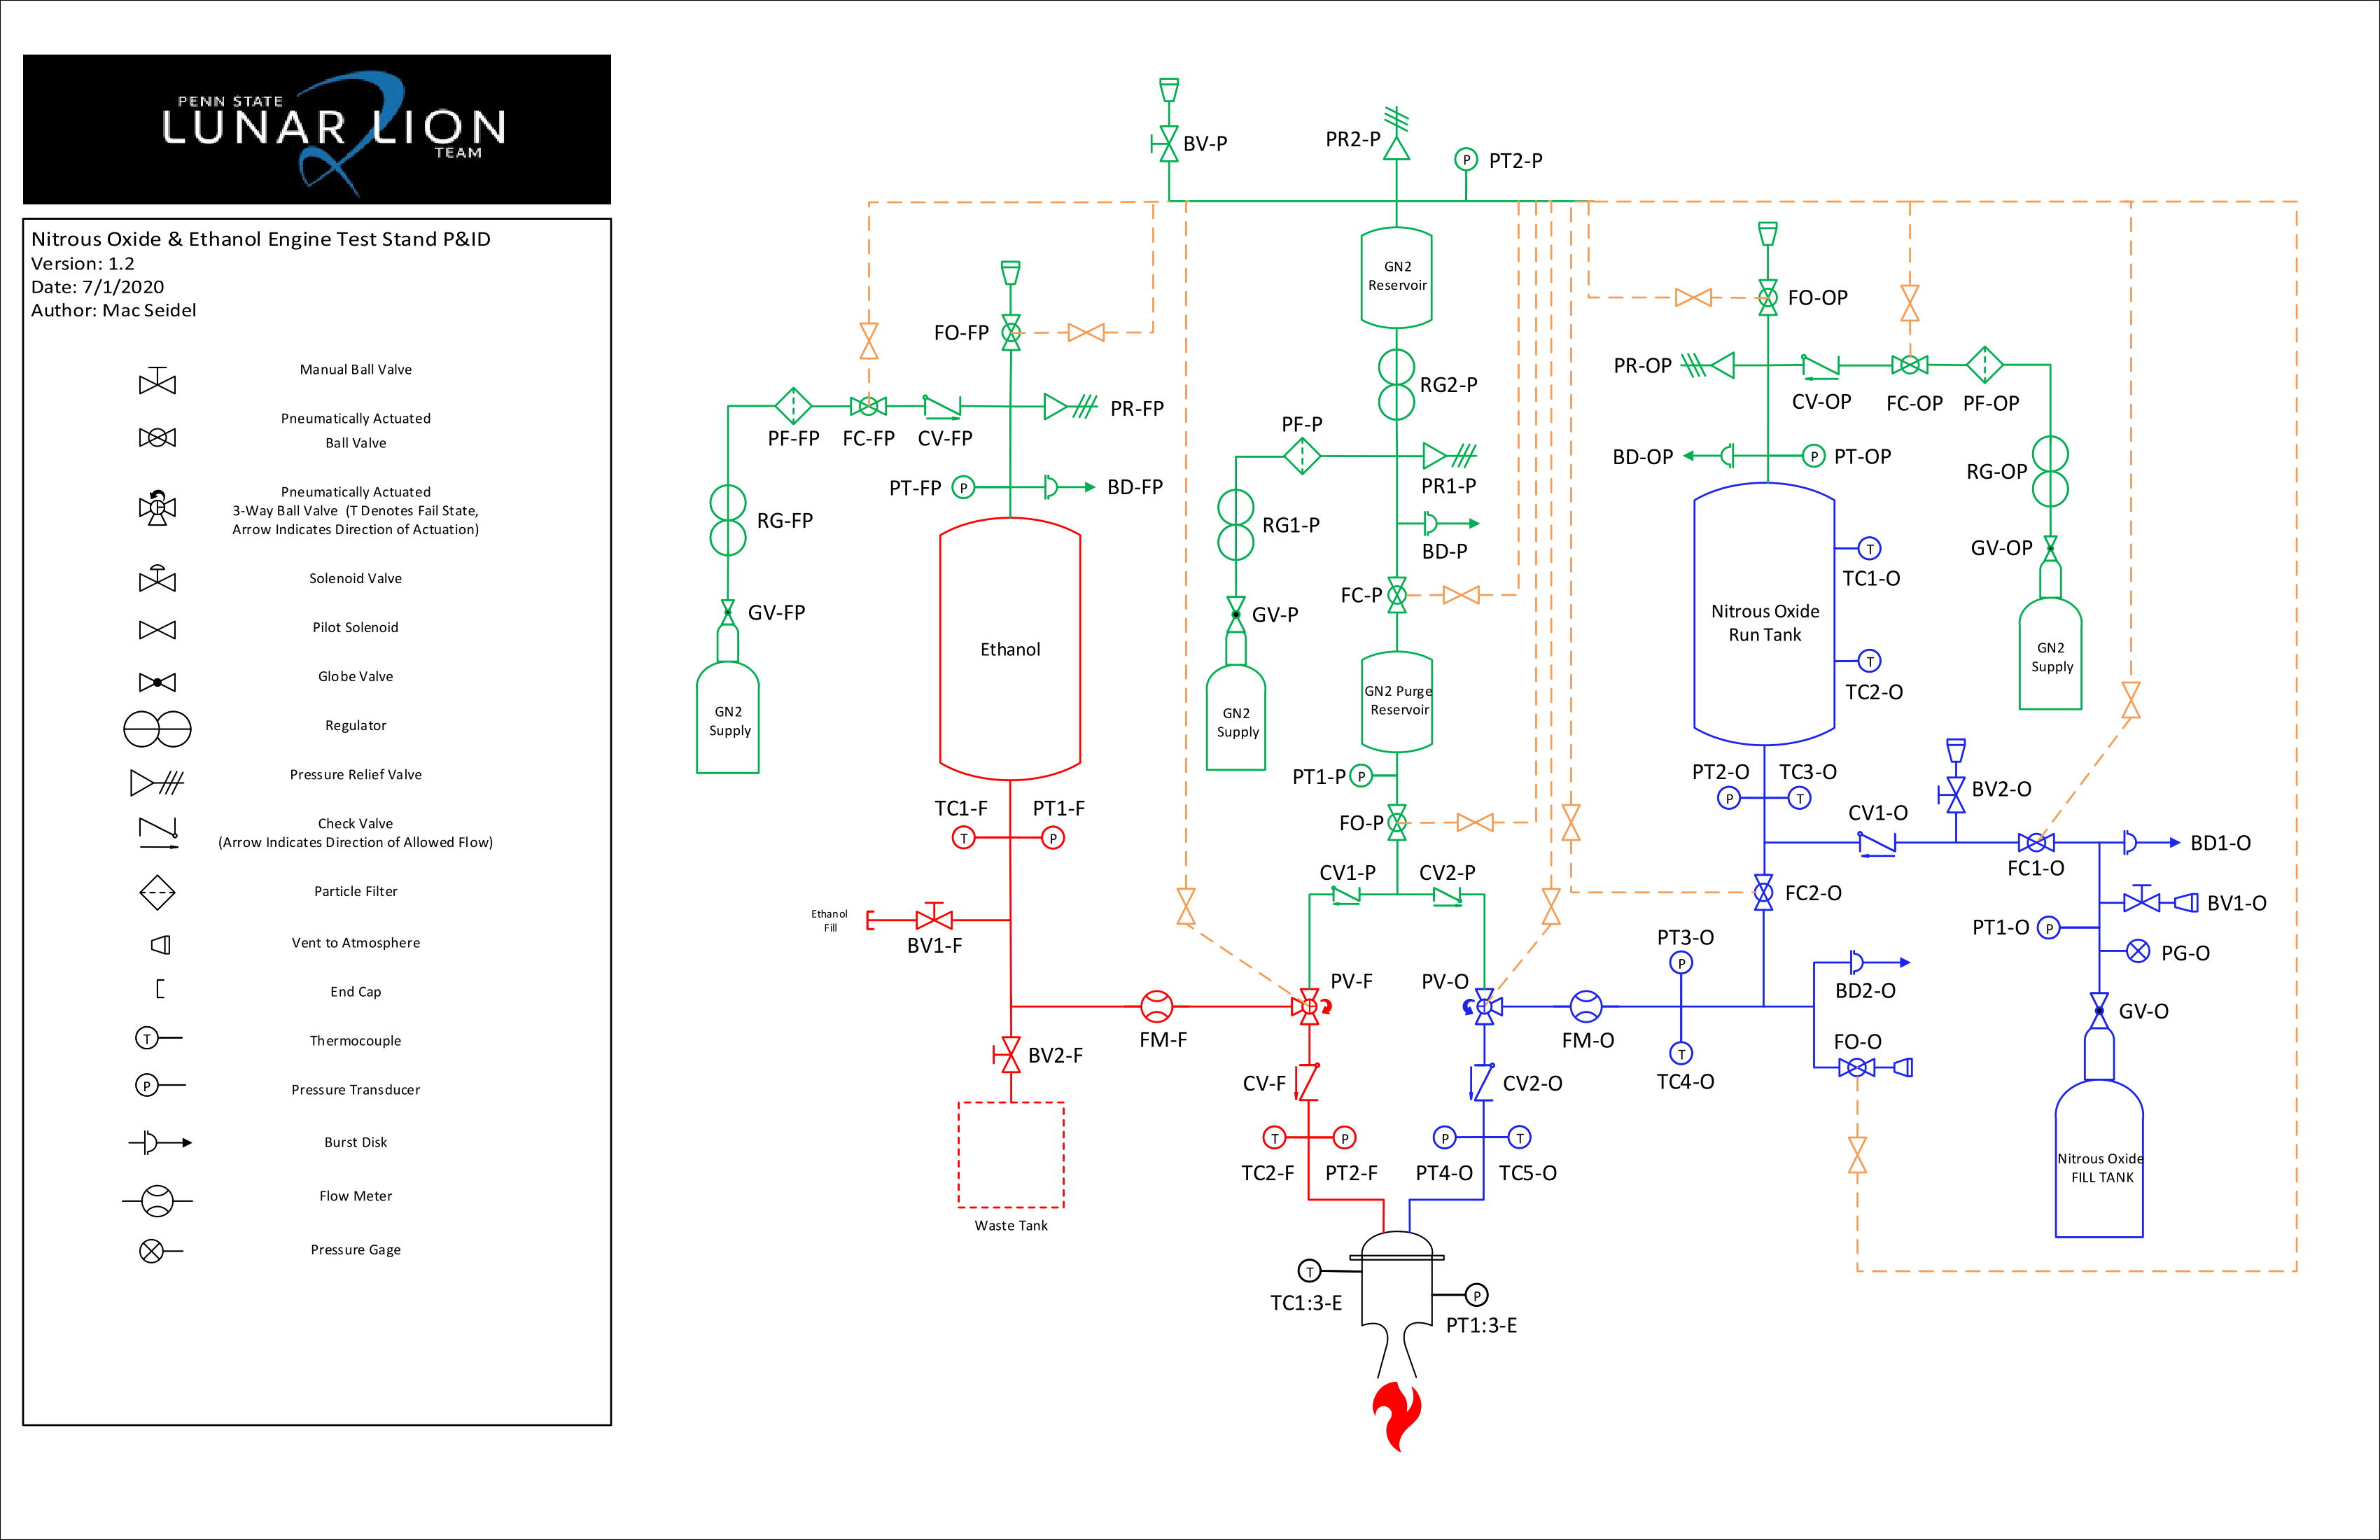 PENN STATE
LUNAR LION
TEAM
Nitrous Oxide & Ethanol Engine Test Stand P&ID
Version: 1.2
Date: 7/1/2020
Author: Mac Seidel
Manual Ball Valve
Pneumatically Actuated
Ball Valve
Pneumatically Actuated
3-Way Ball Valve (T Denotes Fail State,
Arrow Indicates Direction of Actuation)
Solenoid Valve
Pilot Solenoid
Globe Valve
Regulator
Pressure Relief Valve
Check Valve
(Arrow Indicates Direction of Allowed Flow)
Particle Filter
Vent to Atmosphere
End Cap
T
Thermocouple
P
Pressure Transducer
Burst Disk
Flow Meter
Pressure Gage
BV-P
PR2-P
P
PT2-P
FO-FP
PF-FP
FC-FP
CV-FP
PR-FP
PT-FP
P
BD-FP
RG-FP
GV-FP
GN2
Supply
Ethanol
TC1-F
PT1-F
T
P
Ethanol
Fill
BV1-F
FM-F
BV2-F
Waste Tank
GN2
Reservoir
RG2-P
PF-P
PR1-P
RG1-P
BD-P
FC-P
GV-P
GN2
Supply
GN2 Purge
Reservoir
PT1-P
P
FO-P
CV1-P
CV2-P
PV-F
PV-O
CV-F
CV2-O
T
P
P
T
TC2-F
PT2-F
PT4-O
TC5-O
T
TC1:3-E
P
PT1:3-E
FO-OP
PR-OP
CV-OP
FC-OP
PF-OP
BD-OP
P
PT-OP
RG-OP
GV-OP
GN2
Supply
T
TC1-O
Nitrous Oxide
Run Tank
T
TC2-O
PT2-O
TC3-O
P
T
BV2-O
CV1-O
FC1-O
BD1-O
FC2-O
BV1-O
PT1-O
P
PG-O
PT3-O
P
BD2-O
FM-O
GV-O
FO-O
T
TC4-O
Nitrous Oxide
FILL TANK